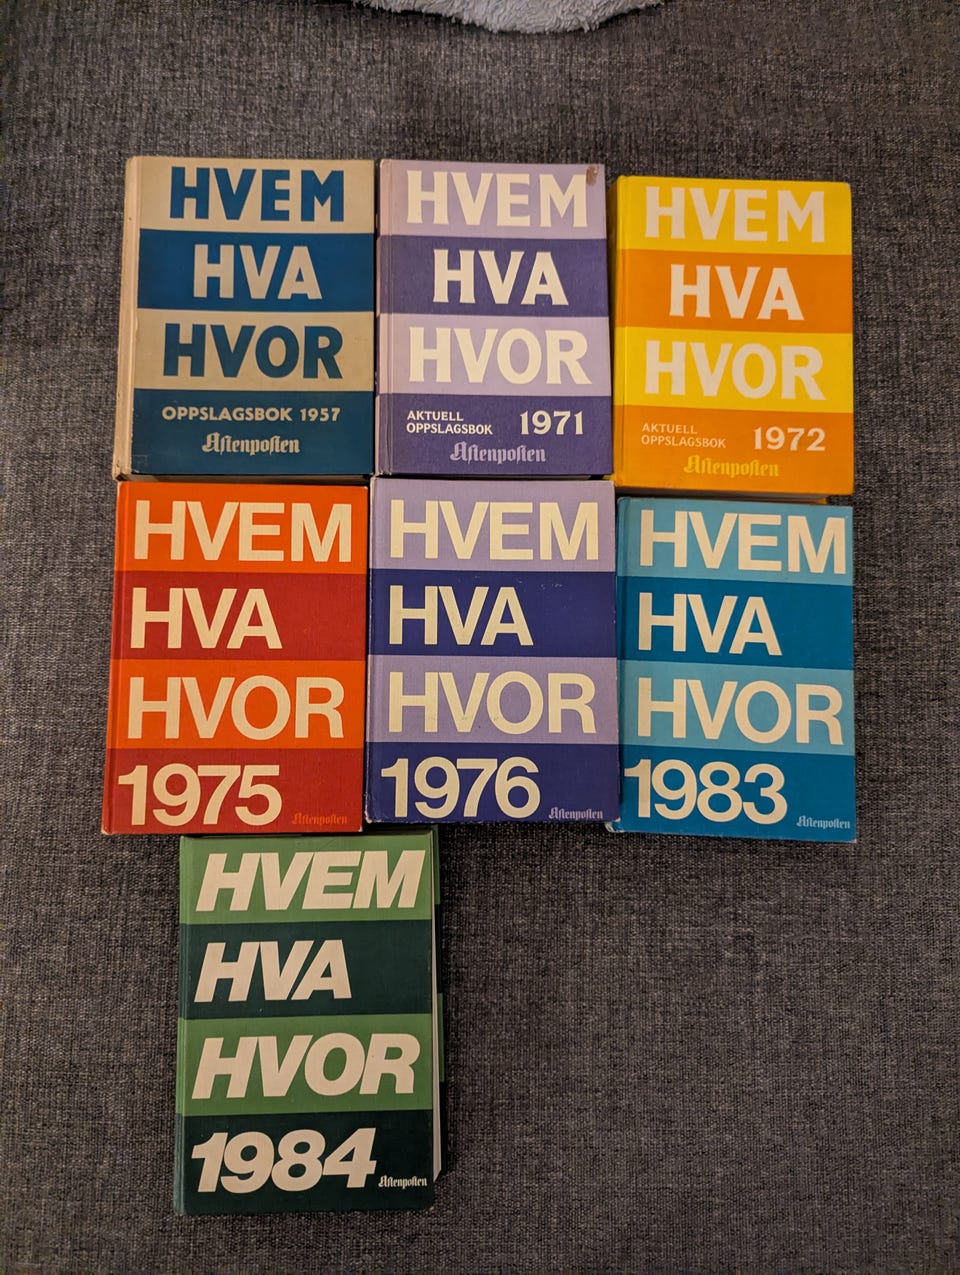 HVEM
HVA
HVOR
OPPSLAGSBOK 1957
Aftenposten
HVEM
HVA
HVOR
AKTUELL
OPPSLAGSBOK 1971
Aftenposten
HVEM
HVA
HVOR
AKTUELL
OPPSLAGSBOK 1972
Aftenposten
HVEM
HVA
HVOR
1975 Aftenposten
HVEM
HVA
HVOR
1976 Aftenposten
HVEM
HVA
HVOR
1983 Aftenposten
HVEM
HVA
HVOR
1984 Aftenposten